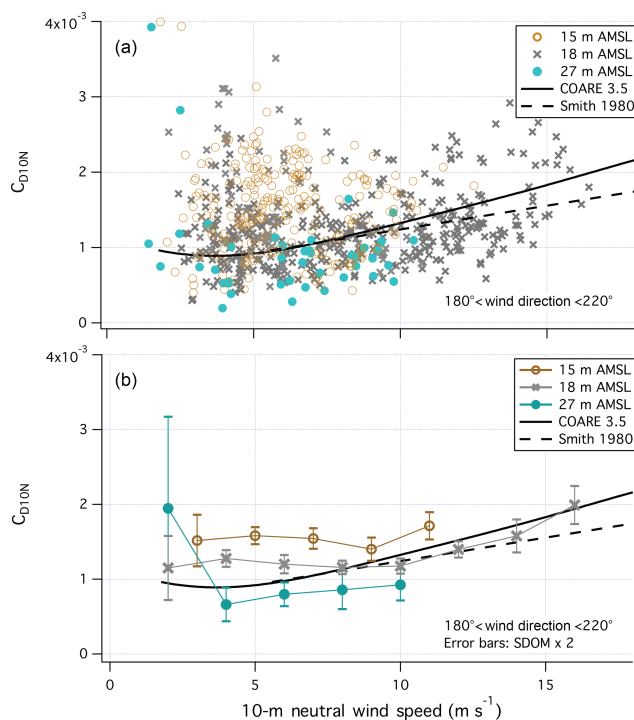 4x10⁻³
(a)
15 m AMSL
18 m AMSL
27 m AMSL
COARE 3.5
Smith 1980
3
2
1
0
C_D10N
180°< wind direction <220°
4x10⁻³
(b)
15 m AMSL
18 m AMSL
27 m AMSL
COARE 3.5
Smith 1980
3
2
1
0
C_D10N
180°< wind direction <220°
Error bars: SDOM x 2
0 5 10 15
10-m neutral wind speed (m s⁻¹)